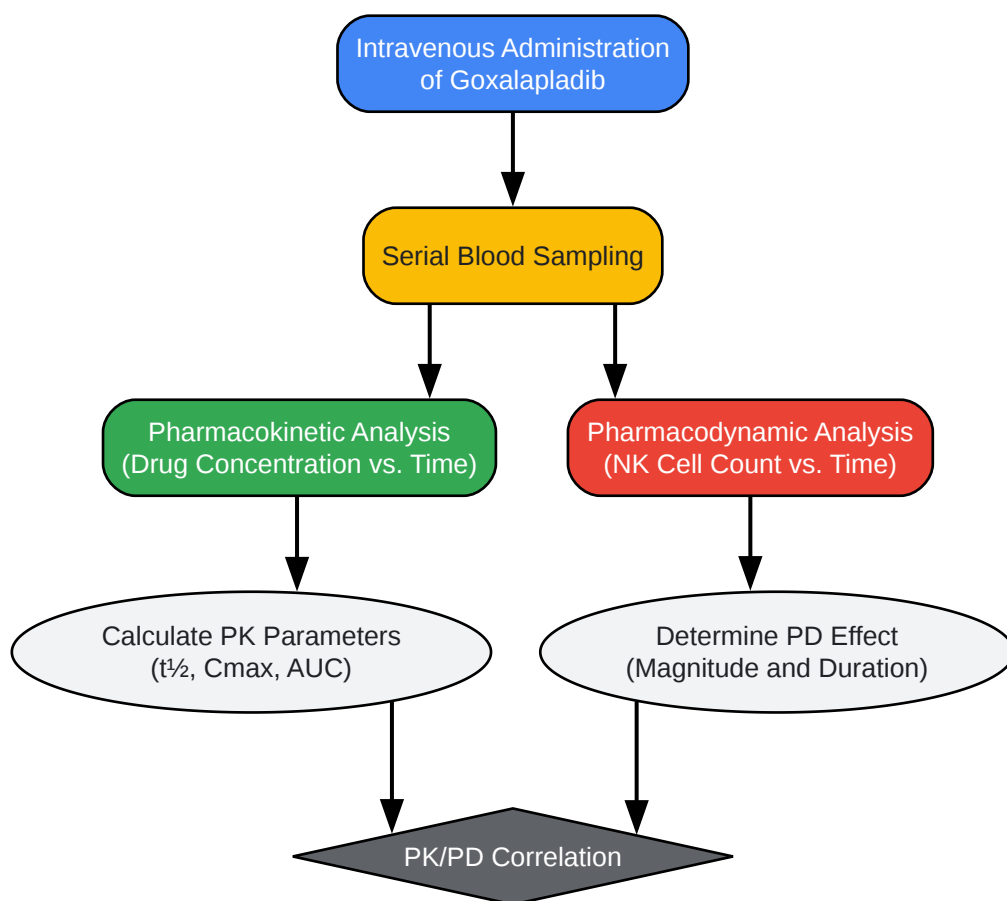 Intravenous Administration
of Goxalapladib
Serial Blood Sampling
Pharmacokinetic Analysis
(Drug Concentration vs. Time)
Pharmacodynamic Analysis
(NK Cell Count vs. Time)
Calculate PK Parameters
(t½, Cmax, AUC)
Determine PD Effect
(Magnitude and Duration)
PK/PD Correlation